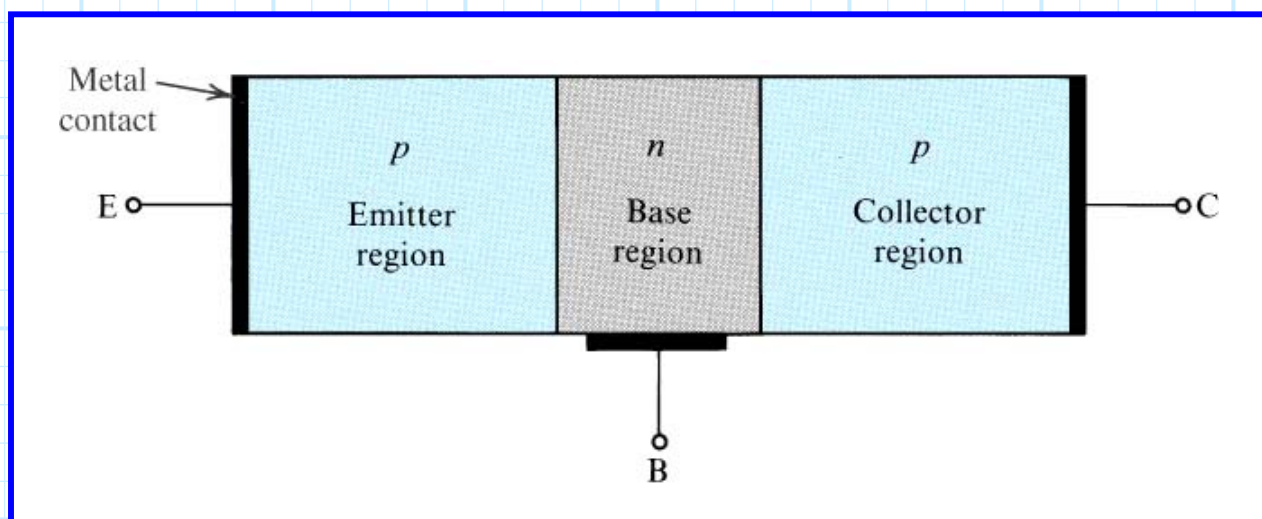 Metal
contact
p
n
p
E
Emitter
region
Base
region
Collector
region
C
B